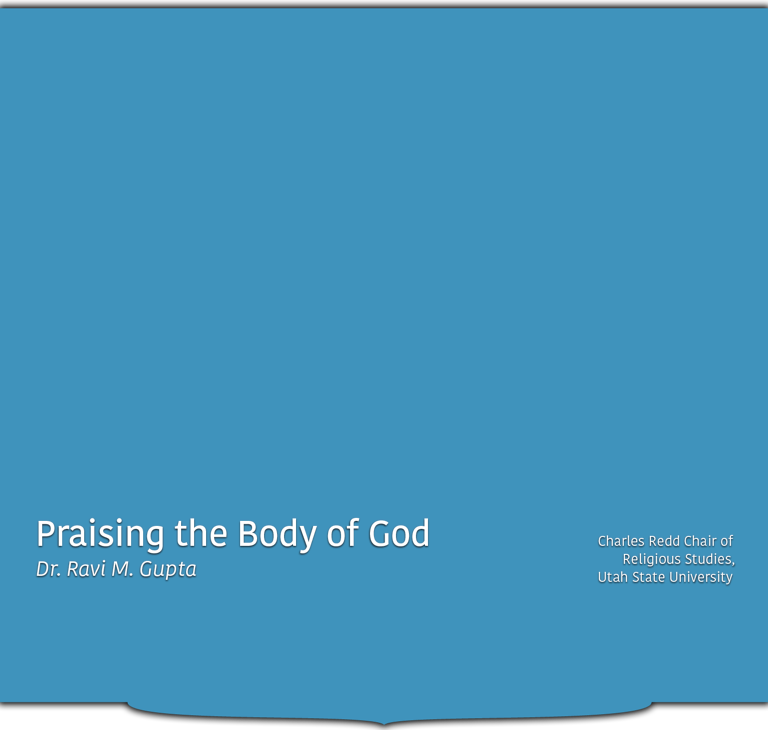 Praising the Body of God
Dr. Ravi M. Gupta
Charles Redd Chair of
Religious Studies,
Utah State University